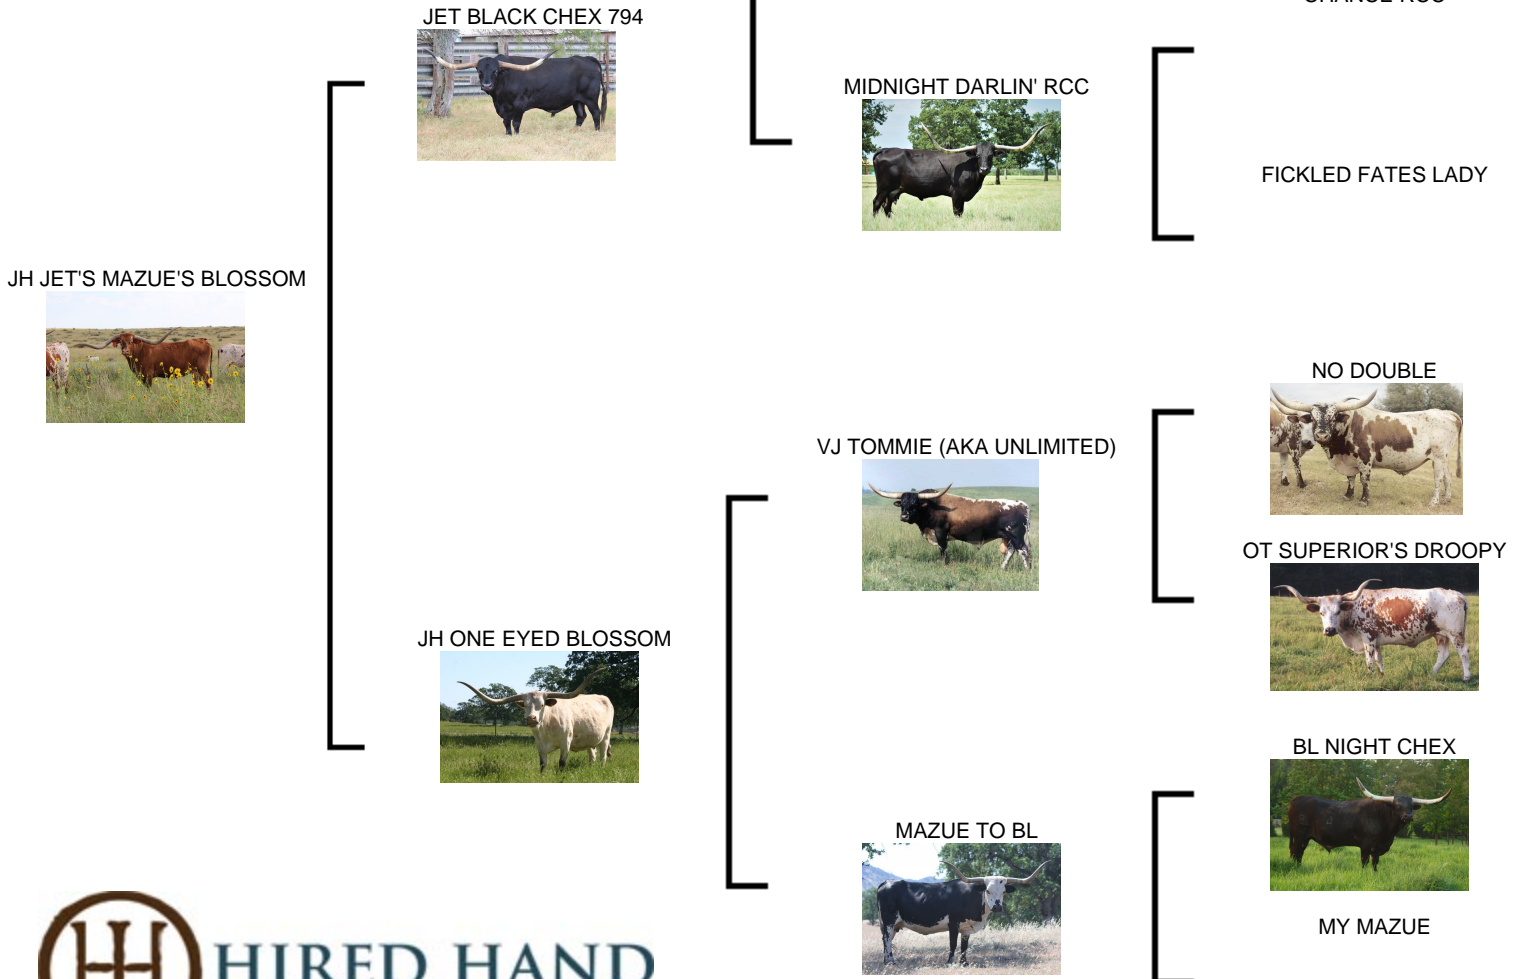 JET BLACK CHEX 794
MIDNIGHT DARLIN' RCC
FICKLED FATES LADY
JH JET'S MAZUE'S BLOSSOM
NO DOUBLE
VJ TOMMIE (AKA UNLIMITED)
OT SUPERIOR'S DROOPY
JH ONE EYED BLOSSOM
BL NIGHT CHEX
MAZUE TO BL
MY MAZUE
HIRED HAND